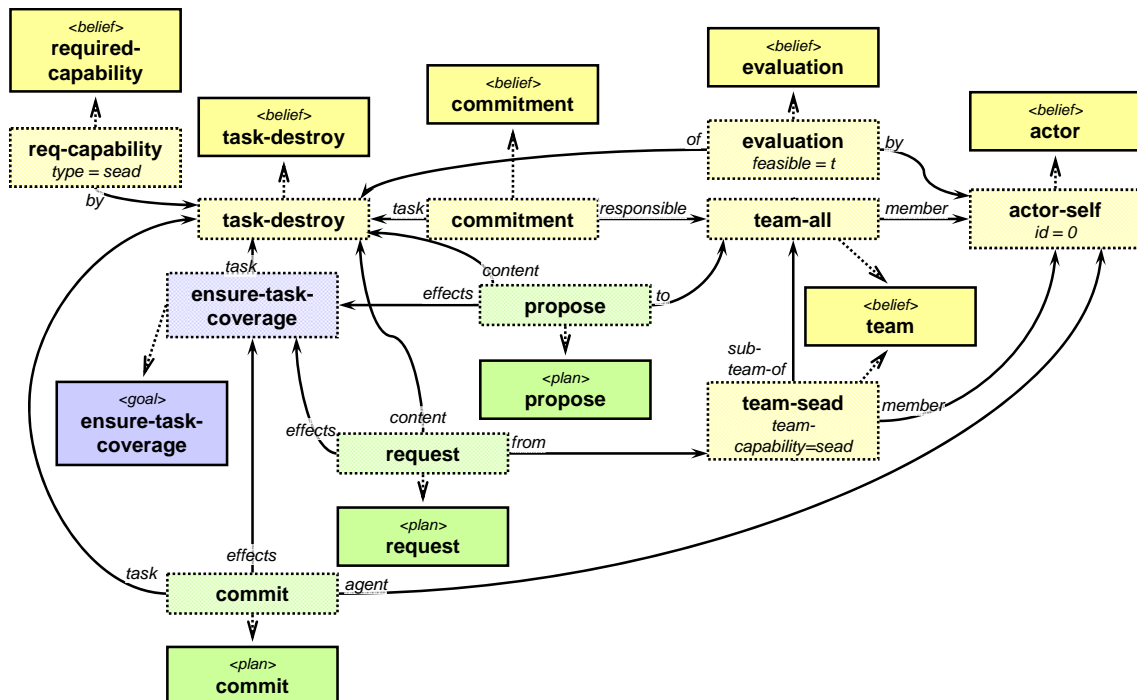 <belief>
required-
capability
<belief>
evaluation
<belief>
commitment
<belief>
task-destroy
<belief>
actor
req-capability
type = sead
by
of
evaluation
feasible = t
by
task-destroy
task
commitment
responsible
team-all
member
actor-self
id = 0
task
content
ensure-task-
coverage
effects
propose
to
<belief>
team
sub-
team-of
<plan>
propose
<goal>
ensure-task-
coverage
team-sead
team-
capability=sead
member
content
effects
request
from
<plan>
request
effects
task
commit
agent
<plan>
commit